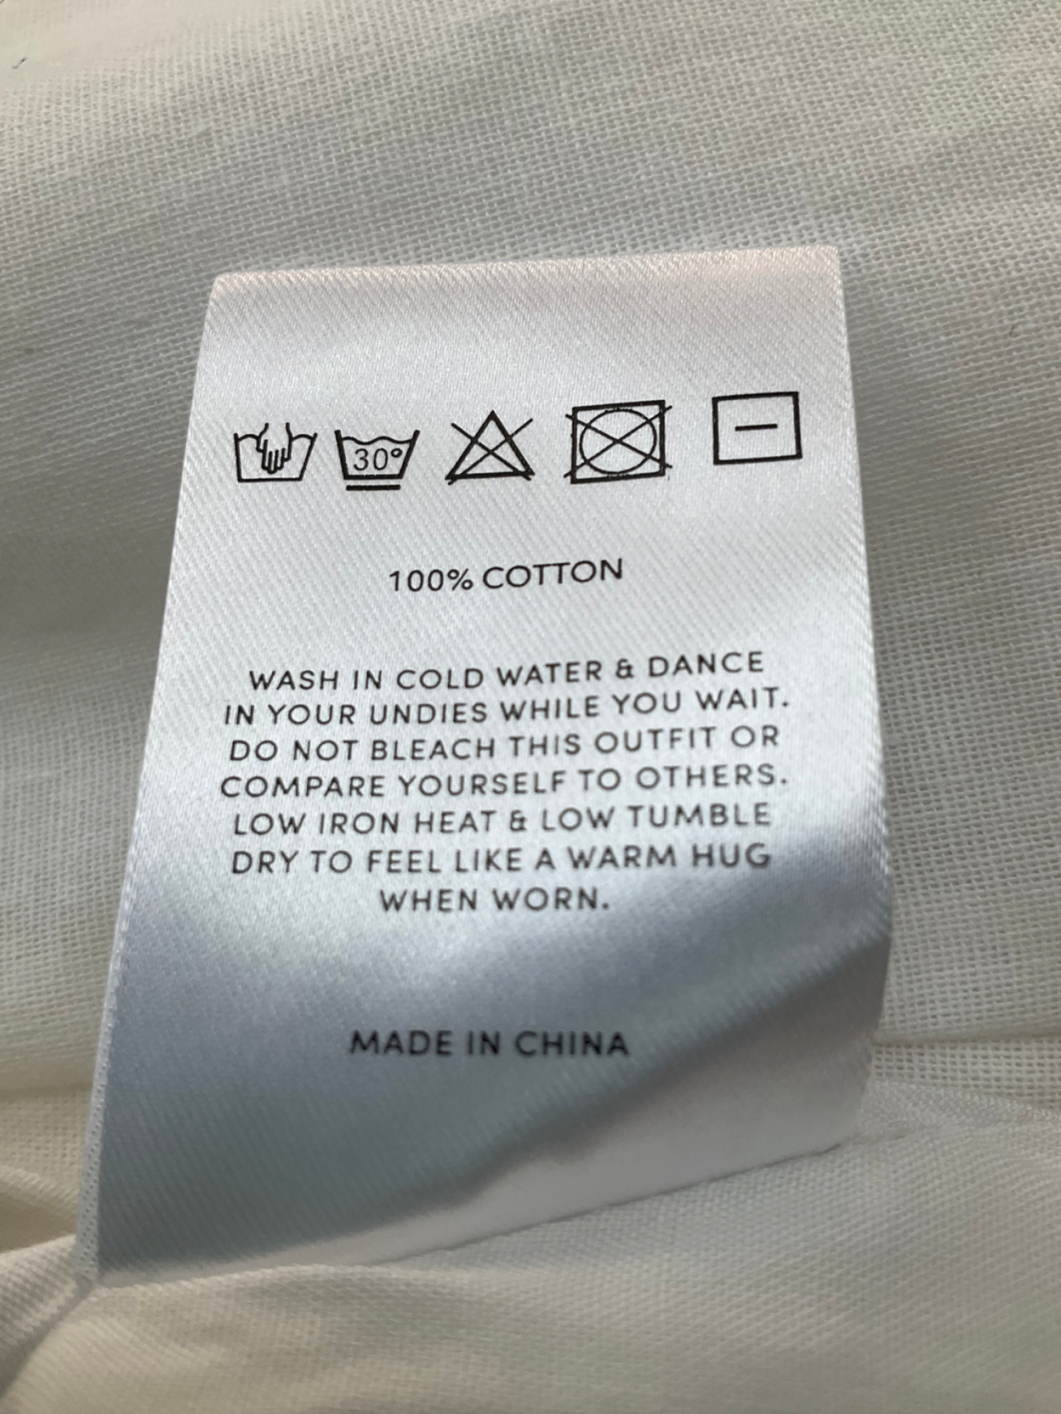 30°
100% COTTON
WASH IN COLD WATER & DANCE
IN YOUR UNDIES WHILE YOU WAIT.
DO NOT BLEACH THIS OUTFIT OR
COMPARE YOURSELF TO OTHERS.
LOW IRON HEAT & LOW TUMBLE
DRY TO FEEL LIKE A WARM HUG
WHEN WORN.
MADE IN CHINA